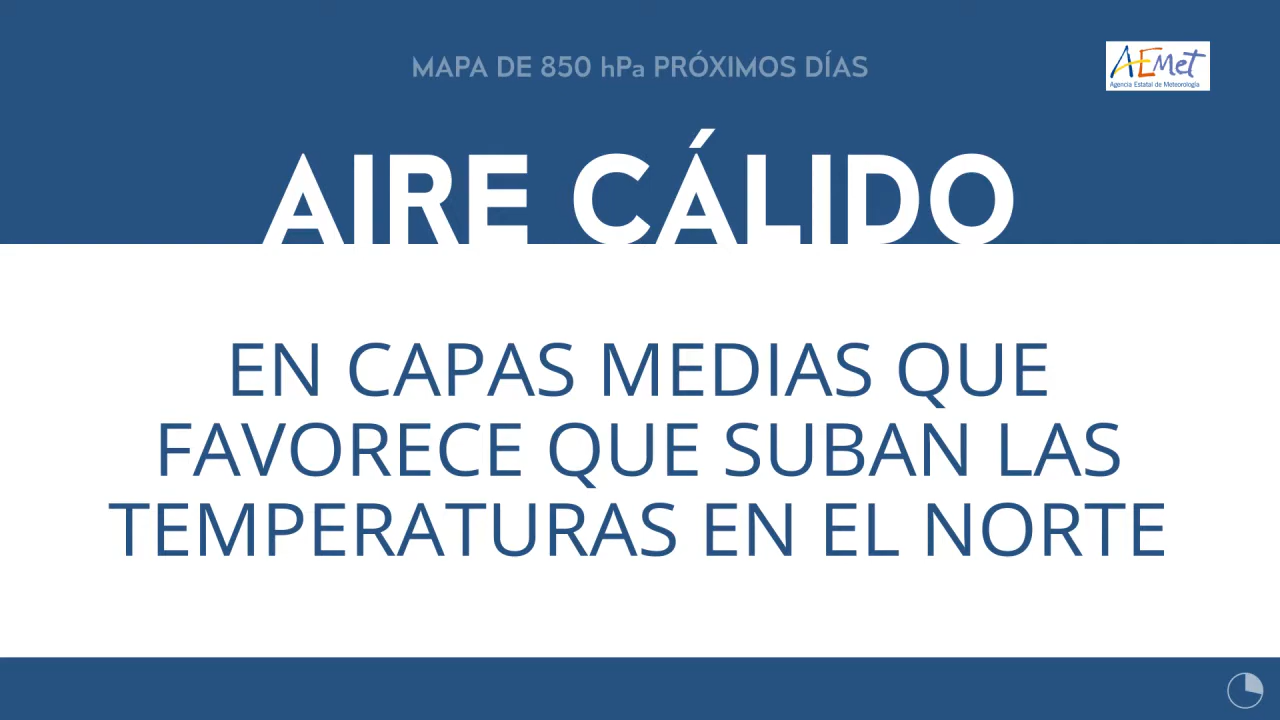 MAPA DE 850 hPa PRÓXIMOS DÍAS
AEMet
Agencia Estatal de Meteorología
AIRE CÁLIDO
EN CAPAS MEDIAS QUE
FAVORECE QUE SUBAN LAS
TEMPERATURAS EN EL NORTE